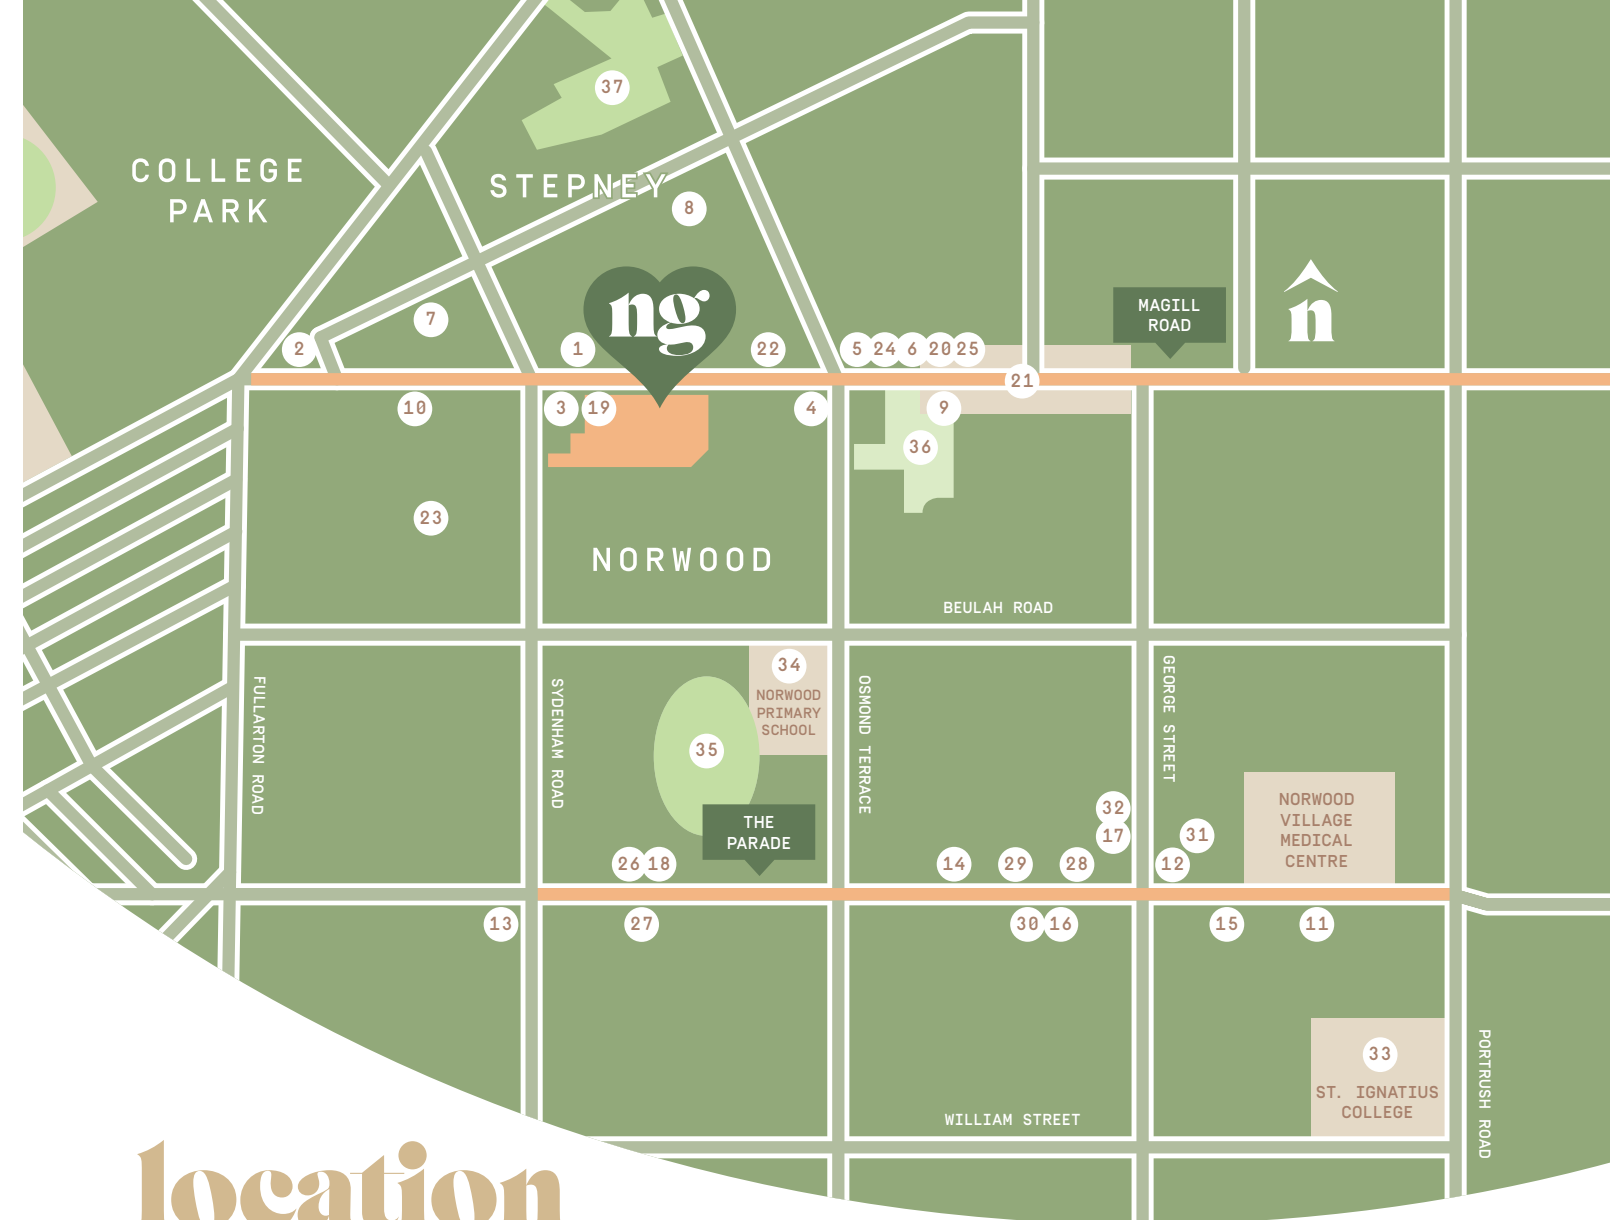 37
COLLEGE
PARK
STEPNEY
8
7
ng
MAGILL
ROAD
n
2
1
22
5
24
6
20
25
21
10
3
19
4
9
36
23
NORWOOD
BEULAH ROAD
FULLARTON ROAD
SYDENHAM ROAD
34
NORWOOD
PRIMARY
SCHOOL
35
OSMOND TERRACE
GEORGE STREET
THE
PARADE
32
17
31
NORWOOD
VILLAGE
MEDICAL
CENTRE
26
18
14
29
28
12
13
27
30
16
15
11
33
ST. IGNATIUS
COLLEGE
PORTRUSH ROAD
WILLIAM STREET
location